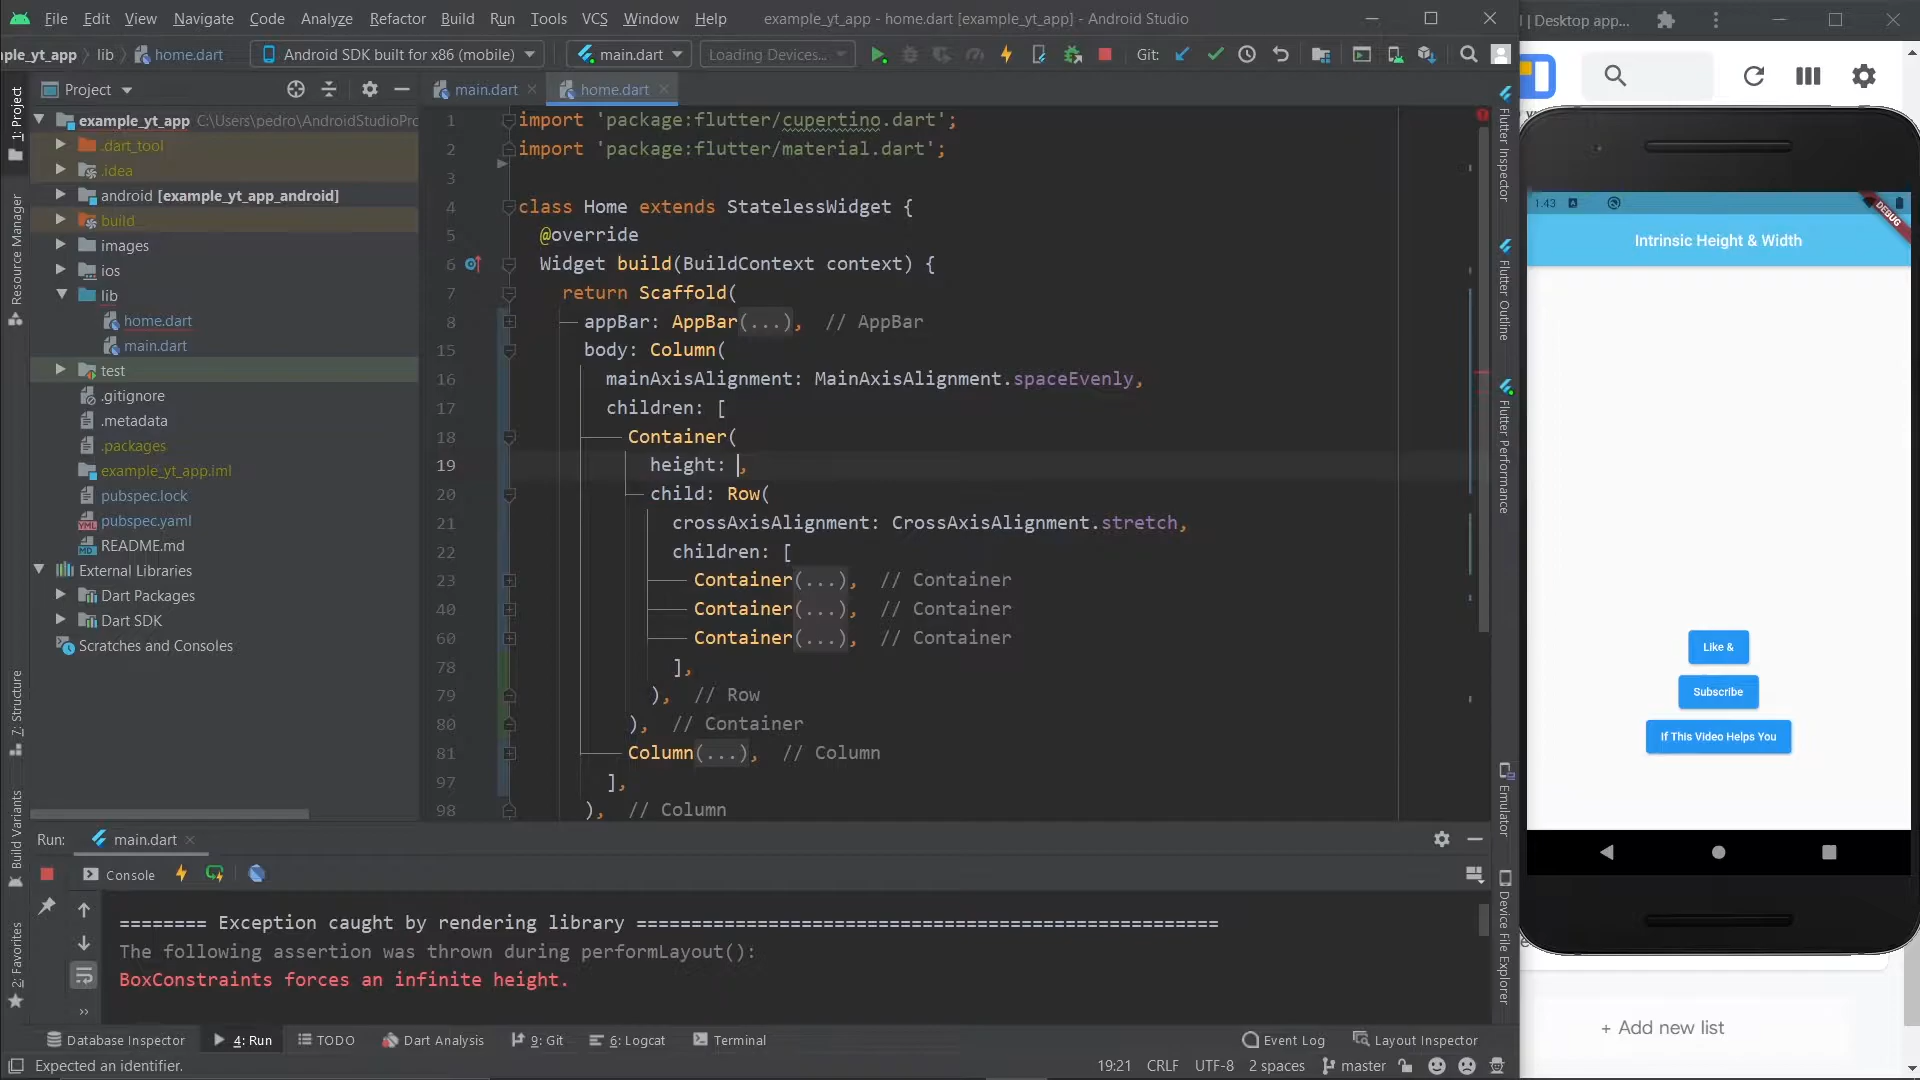 File Edit View Navigate Code Analyze Refactor Build Run Tools VCS Window Help example_yt_app - home.dart [example_yt_app] - Android Studio
| Desktop app...
ple_yt_app lib home.dart Android SDK built for x86 (mobile) main.dart Loading Devices... Git:
Project
main.dart home.dart
1: Project
Resource Manager
7: Structure
Build Variants
2: Favorites
example_yt_app C:\Users\pedro\AndroidStudioPro
.dart_tool
.idea
android [example_yt_app_android]
build
images
ios
lib
home.dart
main.dart
test
.gitignore
.metadata
.packages
example_yt_app.iml
pubspec.lock
pubspec.yaml
README.md
External Libraries
Dart Packages
Dart SDK
Scratches and Consoles
1 import 'package:flutter/cupertino.dart';
2 import 'package:flutter/material.dart';
3
4 class Home extends StatelessWidget {
5 @override
6 Widget build(BuildContext context) {
7 return Scaffold(
8 appBar: AppBar(...), // AppBar
15 body: Column(
16 mainAxisAlignment: MainAxisAlignment.spaceEvenly,
17 children: [
18 Container(
19 height: ,
20 child: Row(
21 crossAxisAlignment: CrossAxisAlignment.stretch,
22 children: [
23 Container(...), // Container
40 Container(...), // Container
60 Container(...), // Container
78 ],
79 ), // Row
80 ), // Container
81 Column(...), // Column
97 ],
98 ), // Column
Flutter Inspector
Flutter Outline
Flutter Performance
Emulator
Device File Explorer
1:43
DEBUG
Intrinsic Height & Width
Like &
Subscribe
If This Video Helps You
+ Add new list
Run: main.dart
Console
======== Exception caught by rendering library =====================================================
The following assertion was thrown during performLayout():
BoxConstraints forces an infinite height.
Database Inspector 4: Run TODO Dart Analysis 9: Git 6: Logcat Terminal Event Log Layout Inspector
Expected an identifier. 19:21 CRLF UTF-8 2 spaces master